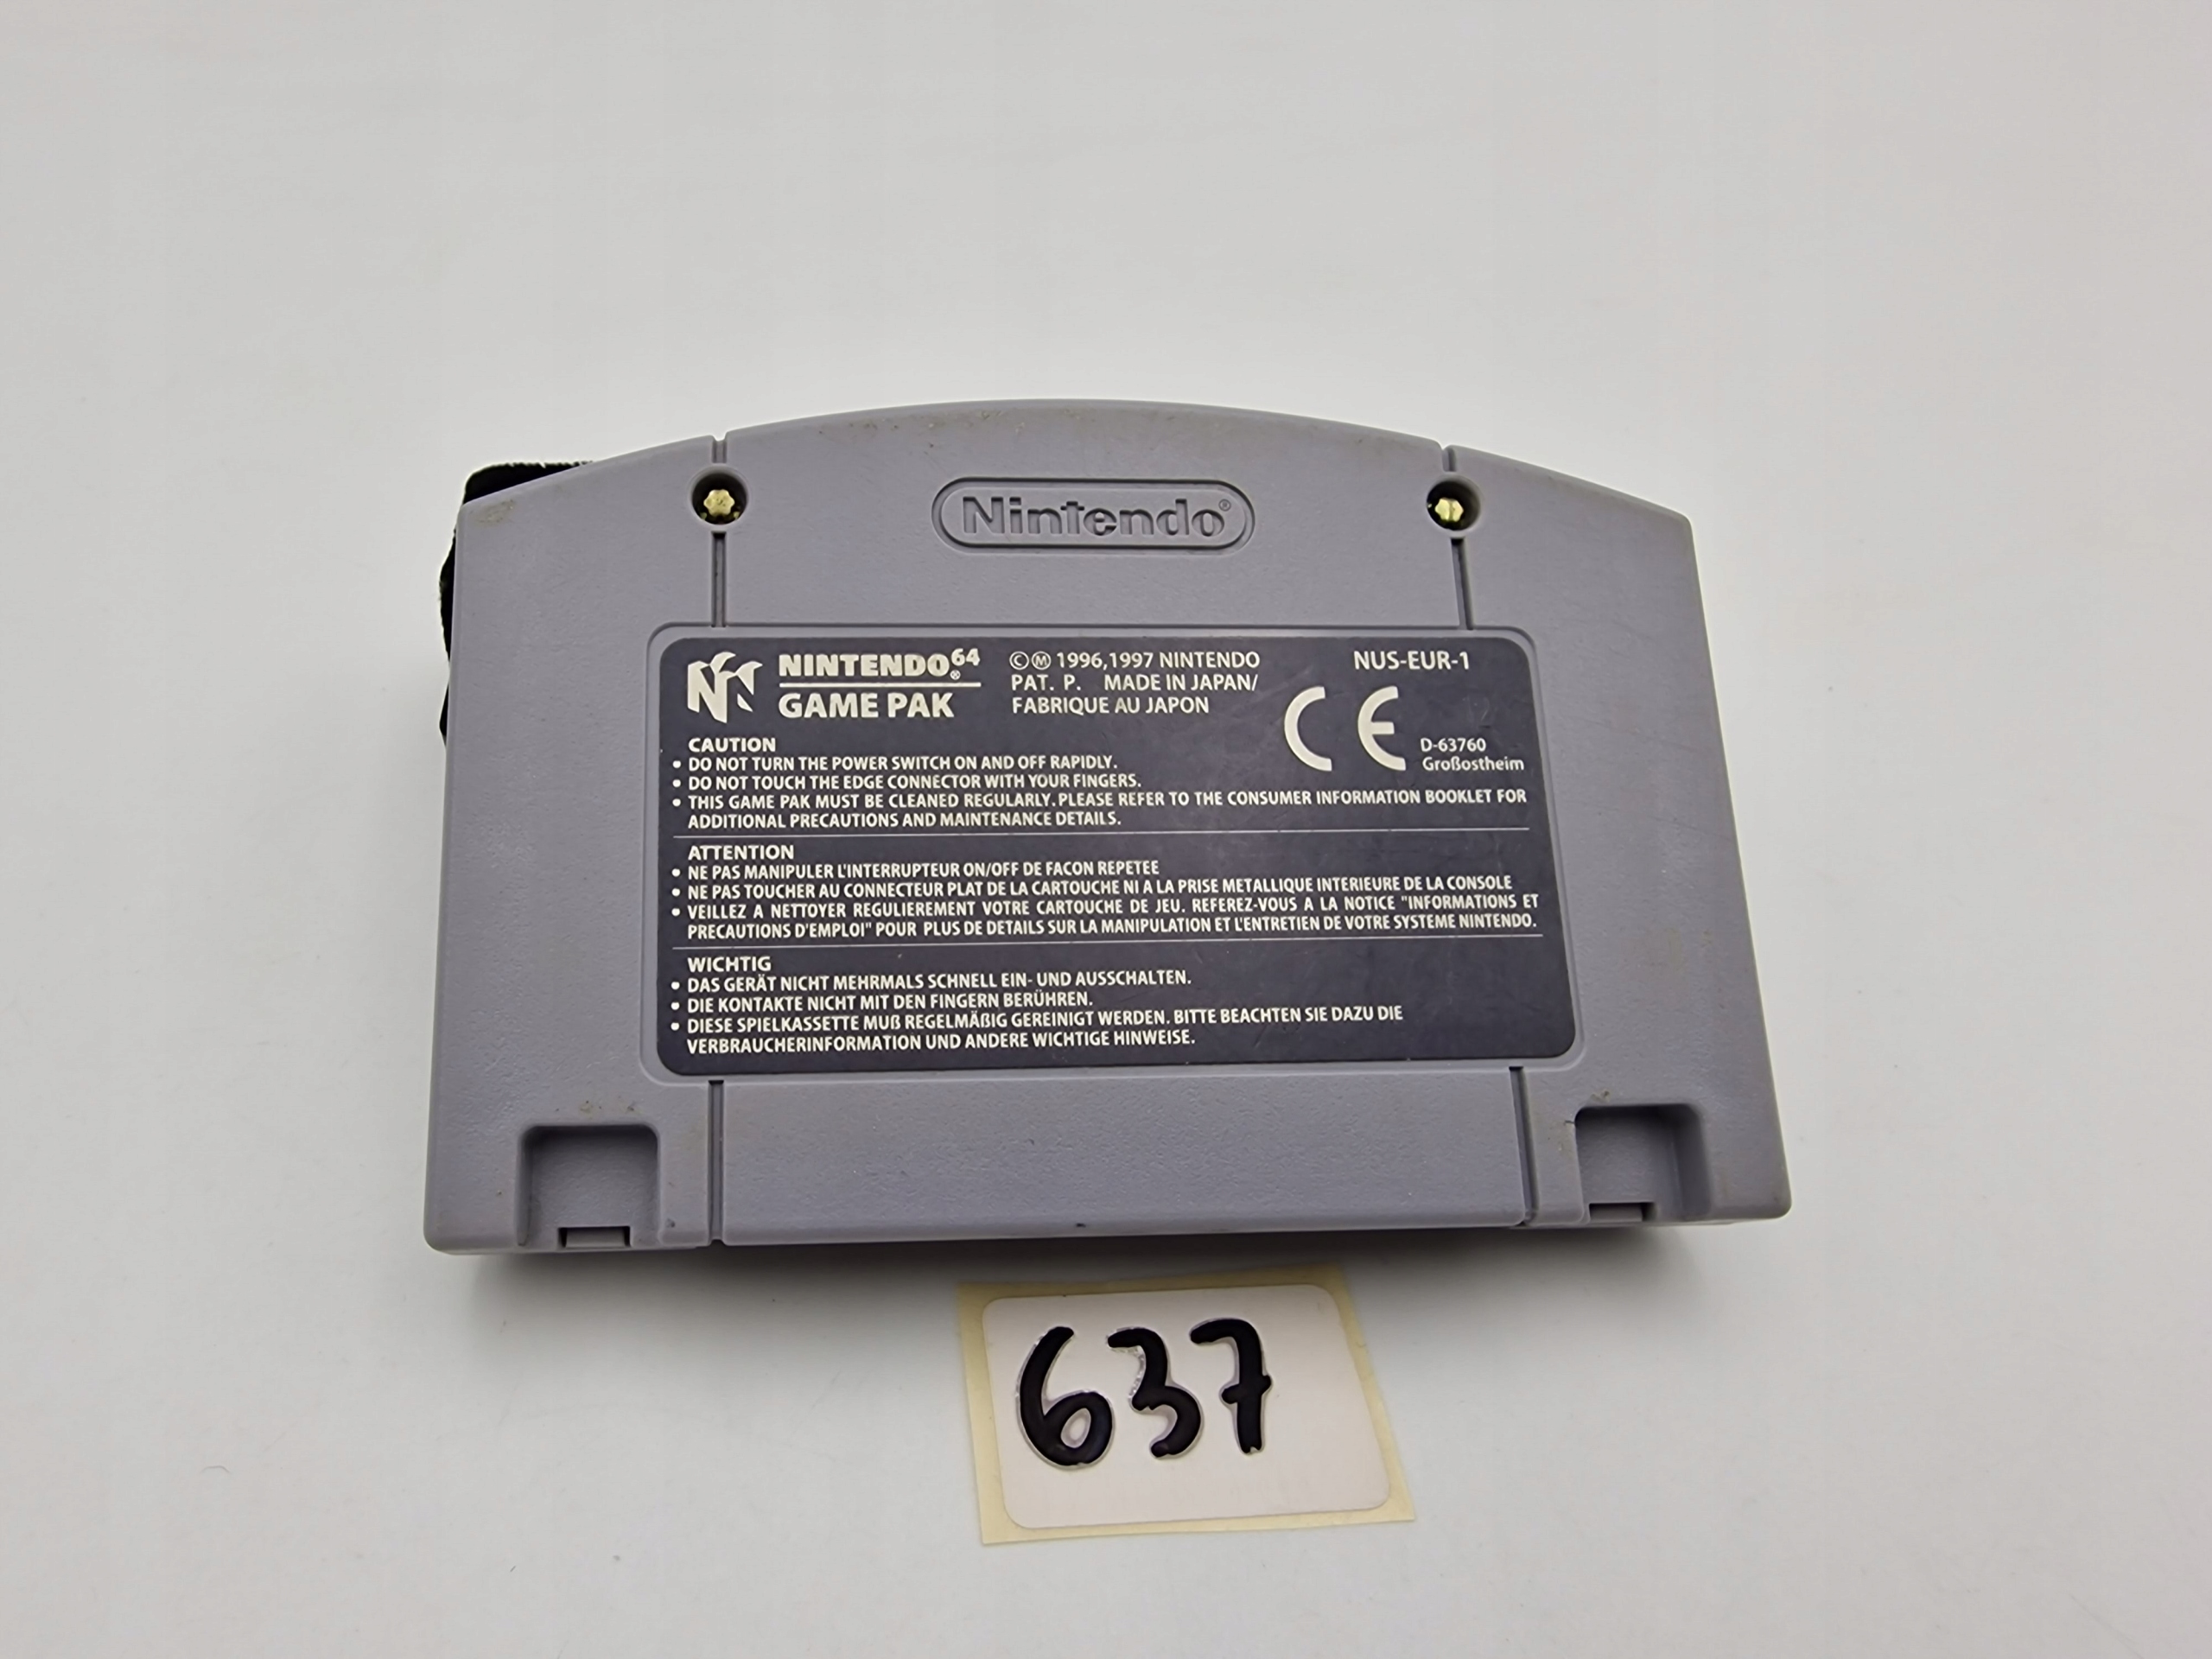 Nintendo®
NINTENDO64®
GAME PAK
©Ⓜ 1996,1997 NINTENDO
PAT. P. MADE IN JAPAN/
FABRIQUE AU JAPON
NUS-EUR-1
CE
D-63760
Großostheim
CAUTION
• DO NOT TURN THE POWER SWITCH ON AND OFF RAPIDLY.
• DO NOT TOUCH THE EDGE CONNECTOR WITH YOUR FINGERS.
• THIS GAME PAK MUST BE CLEANED REGULARLY. PLEASE REFER TO THE CONSUMER INFORMATION BOOKLET FOR
ADDITIONAL PRECAUTIONS AND MAINTENANCE DETAILS.
ATTENTION
• NE PAS MANIPULER L'INTERRUPTEUR ON/OFF DE FACON REPETEE
• NE PAS TOUCHER AU CONNECTEUR PLAT DE LA CARTOUCHE NI A LA PRISE METALLIQUE INTERIEURE DE LA CONSOLE
• VEILLEZ A NETTOYER REGULIEREMENT VOTRE CARTOUCHE DE JEU. REFEREZ-VOUS A LA NOTICE "INFORMATIONS ET
PRECAUTIONS D'EMPLOI" POUR PLUS DE DETAILS SUR LA MANIPULATION ET L'ENTRETIEN DE VOTRE SYSTEME NINTENDO.
WICHTIG
• DAS GERÄT NICHT MEHRMALS SCHNELL EIN- UND AUSSCHALTEN.
• DIE KONTAKTE NICHT MIT DEN FINGERN BERÜHREN.
• DIESE SPIELKASSETTE MUß REGELMÄßIG GEREINIGT WERDEN. BITTE BEACHTEN SIE DAZU DIE
VERBRAUCHERINFORMATION UND ANDERE WICHTIGE HINWEISE.
637